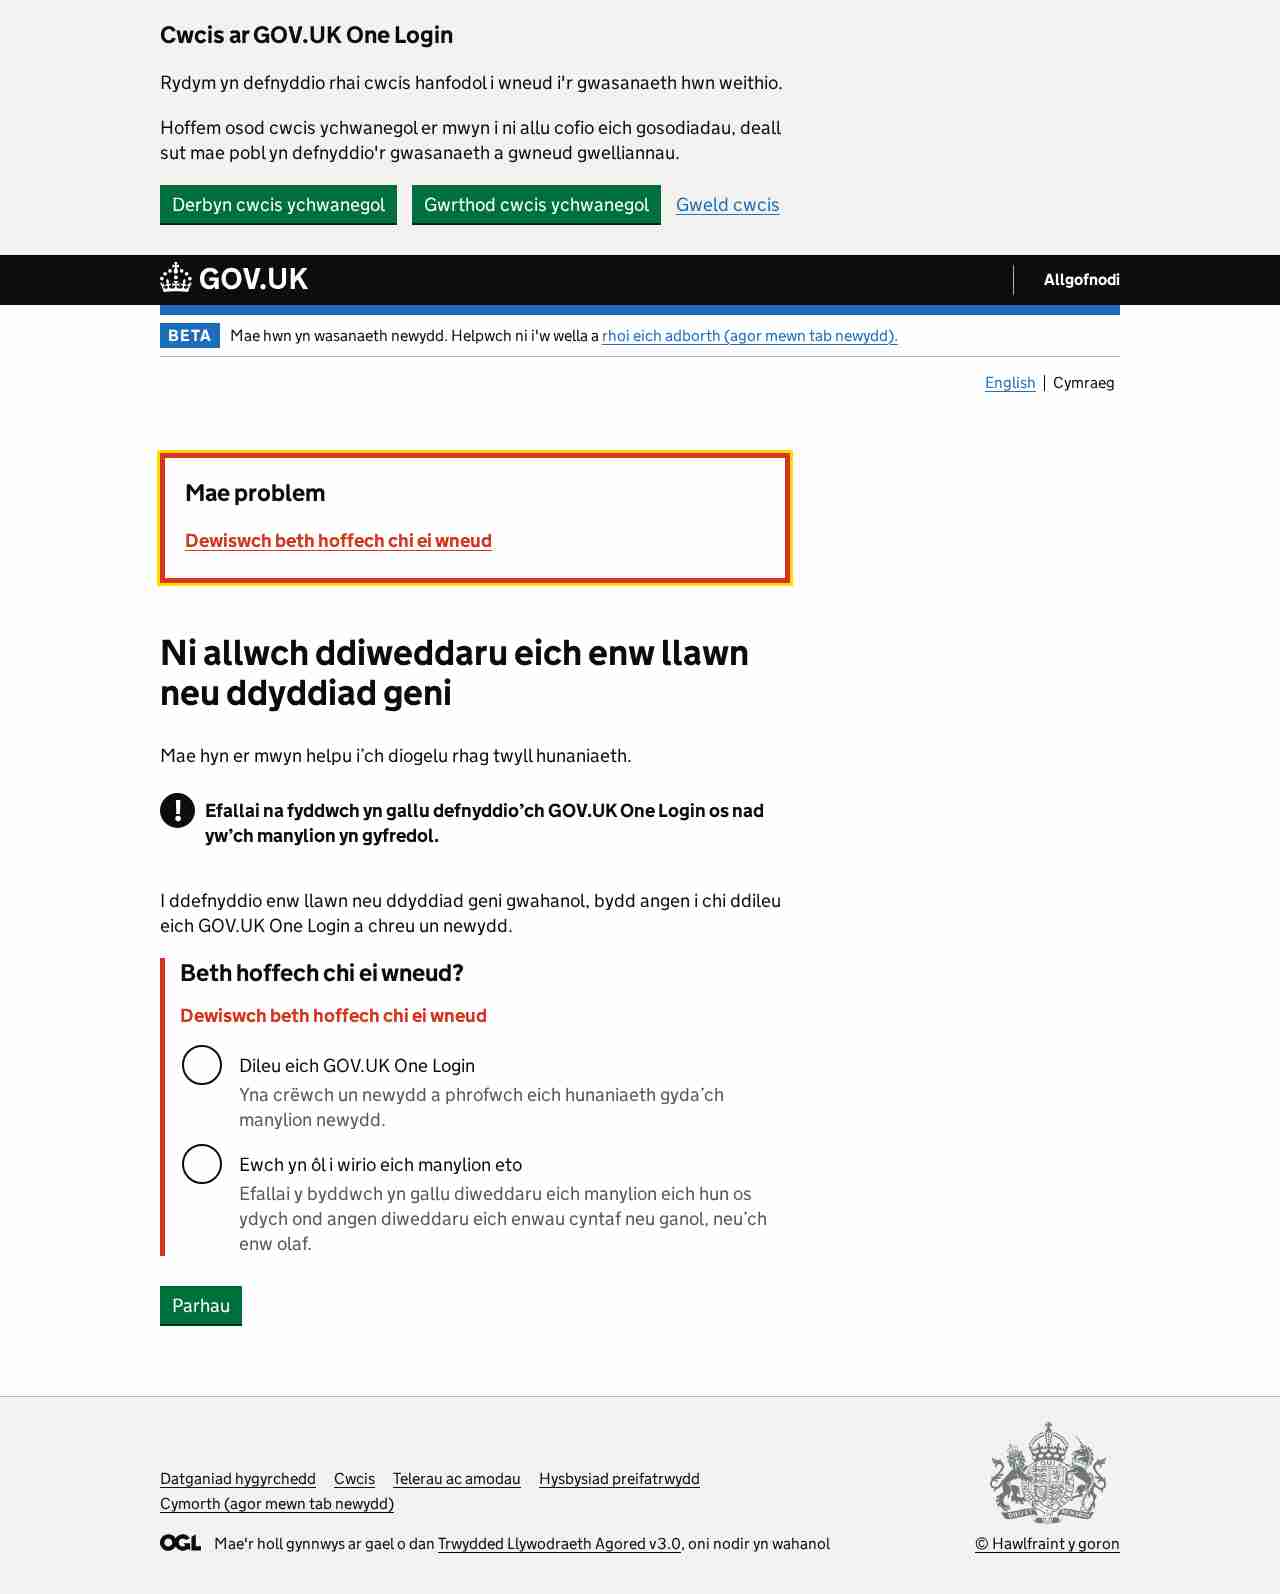 Cwcis ar GOV.UK One Login
Rydym yn defnyddio rhai cwcis hanfodol i wneud i'r gwasanaeth hwn weithio.
Hoffem osod cwcis ychwanegol er mwyn i ni allu cofio eich gosodiadau, deall
sut mae pobl yn defnyddio'r gwasanaeth a gwneud gwelliannau.
Derbyn cwcis ychwanegol Gwrthod cwcis ychwanegol Gweld cwcis
GOV.UK Allgofnodi
BETA Mae hwn yn wasanaeth newydd. Helpwch ni i'w wella a rhoi eich adborth (agor mewn tab newydd).
English Cymraeg
Mae problem
Dewiswch beth hoffech chi ei wneud
Ni allwch ddiweddaru eich enw llawn
neu ddyddiad geni
Mae hyn er mwyn helpu i’ch diogelu rhag twyll hunaniaeth.
! Efallai na fyddwch yn gallu defnyddio’ch GOV.UK One Login os nad
yw’ch manylion yn gyfredol.
I ddefnyddio enw llawn neu ddyddiad geni gwahanol, bydd angen i chi ddileu
eich GOV.UK One Login a chreu un newydd.
Beth hoffech chi ei wneud?
Dewiswch beth hoffech chi ei wneud
Dileu eich GOV.UK One Login
Yna crëwch un newydd a phrofwch eich hunaniaeth gyda’ch
manylion newydd.
Ewch yn ôl i wirio eich manylion eto
Efallai y byddwch yn gallu diweddaru eich manylion eich hun os
ydych ond angen diweddaru eich enwau cyntaf neu ganol, neu’ch
enw olaf.
Parhau
Datganiad hygyrchedd Cwcis Telerau ac amodau Hysbysiad preifatrwydd
Cymorth (agor mewn tab newydd)
OGL Mae'r holl gynnwys ar gael o dan Trwydded Llywodraeth Agored v3.0, oni nodir yn wahanol
© Hawlfraint y goron